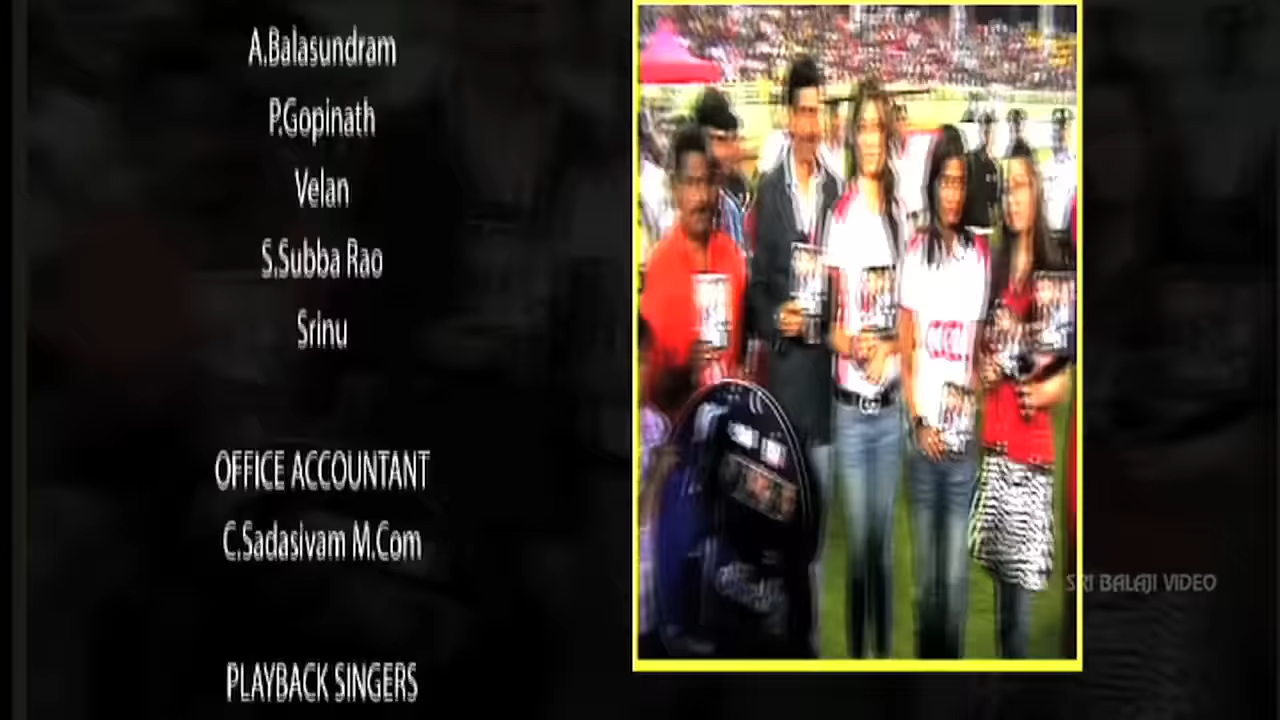 A.Balasundram
P.Gopinath
Velan
S.Subba Rao
Srinu
OFFICE ACCOUNTANT
C.Sadasivam M.Com
PLAYBACK SINGERS
SRI BALAJI VIDEO